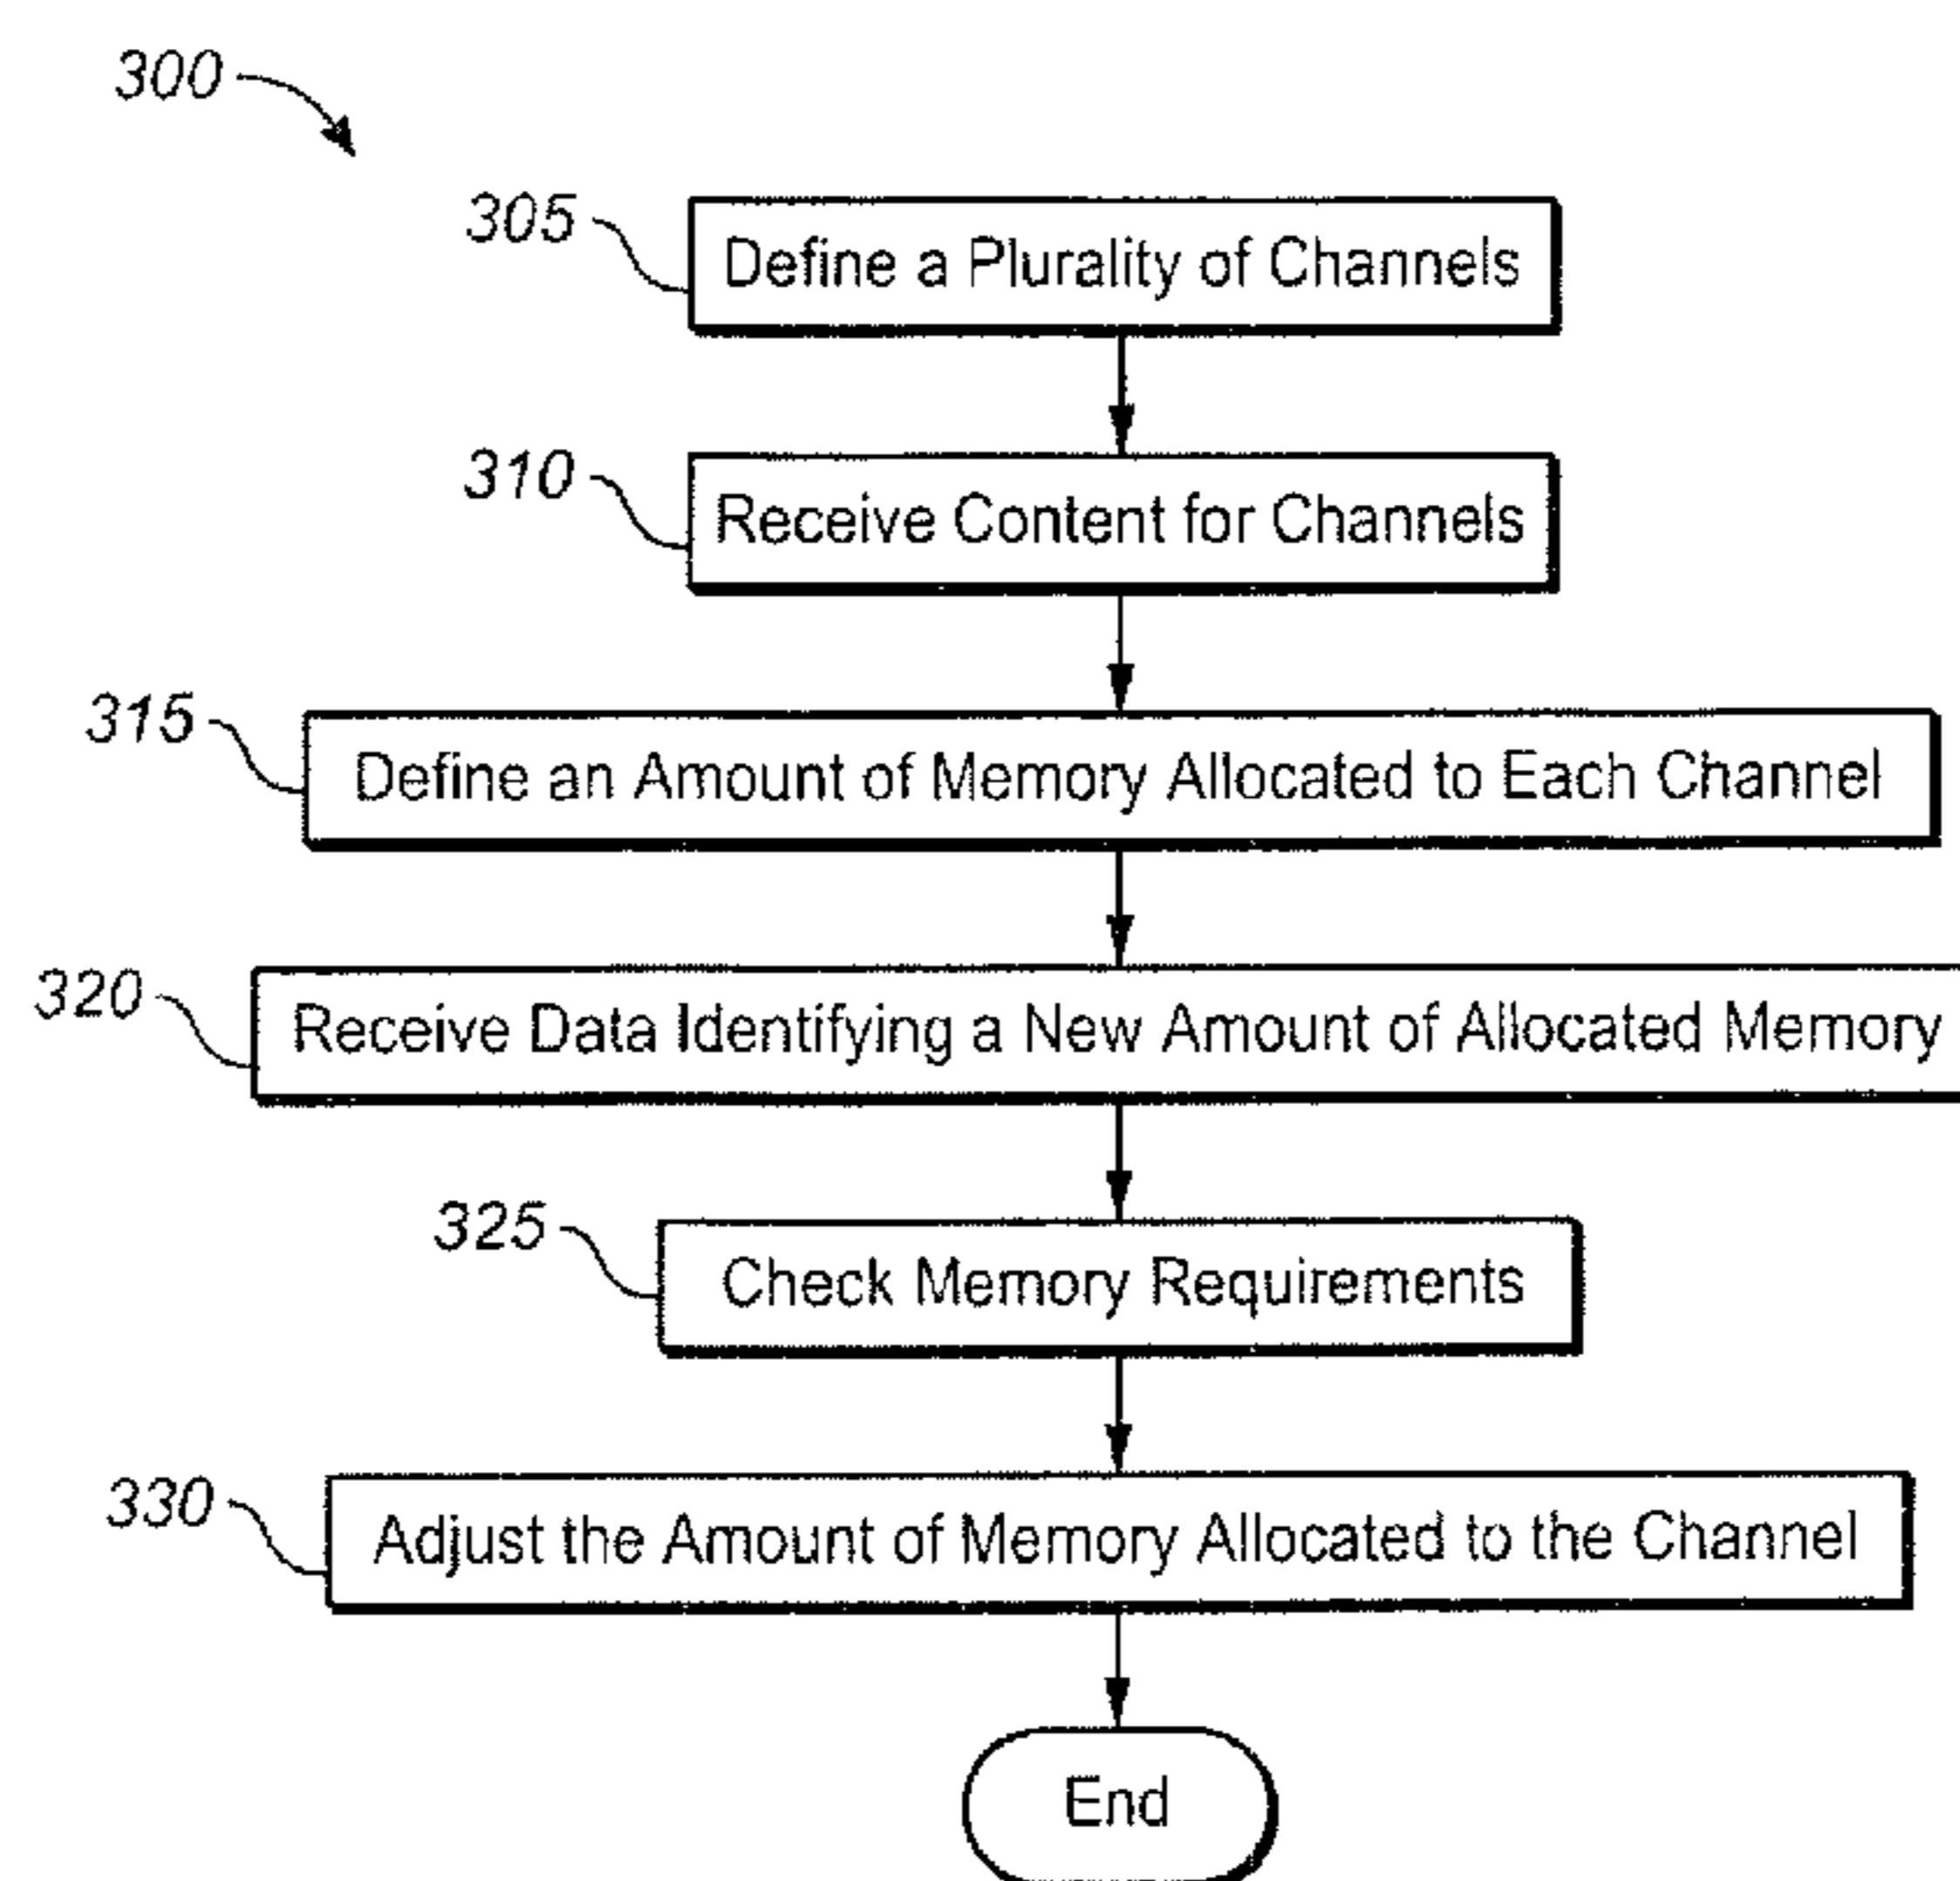 300
305
Define a Plurality of Channels
310
Receive Content for Channels
315
Define an Amount of Memory Allocated to Each Channel
320
Receive Data Identifying a New Amount of Allocated Memory
325
Check Memory Requirements
330
Adjust the Amount of Memory Allocated to the Channel
End